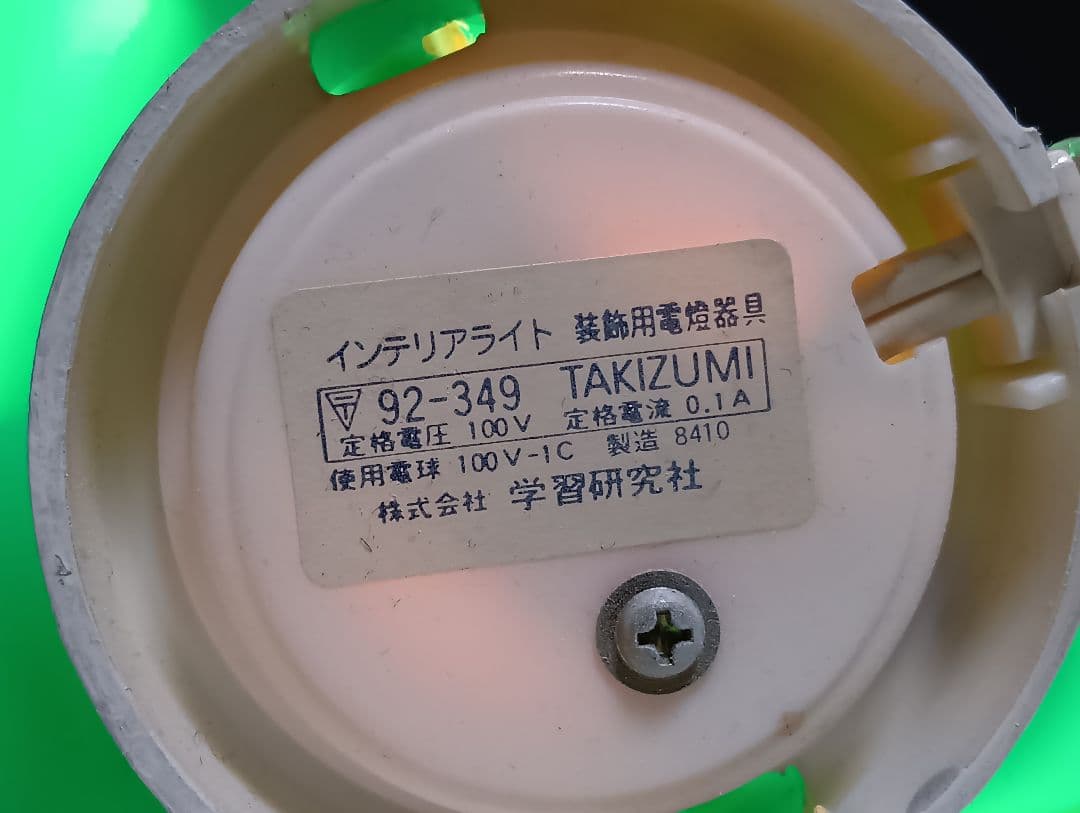 インテリアライト 装飾用電燈器具
〒 92-349 TAKIZUMI
定格電圧 100V 定格電流 0.1A
使用電球 100V-1C 製造 8410
株式会社 学習研究社